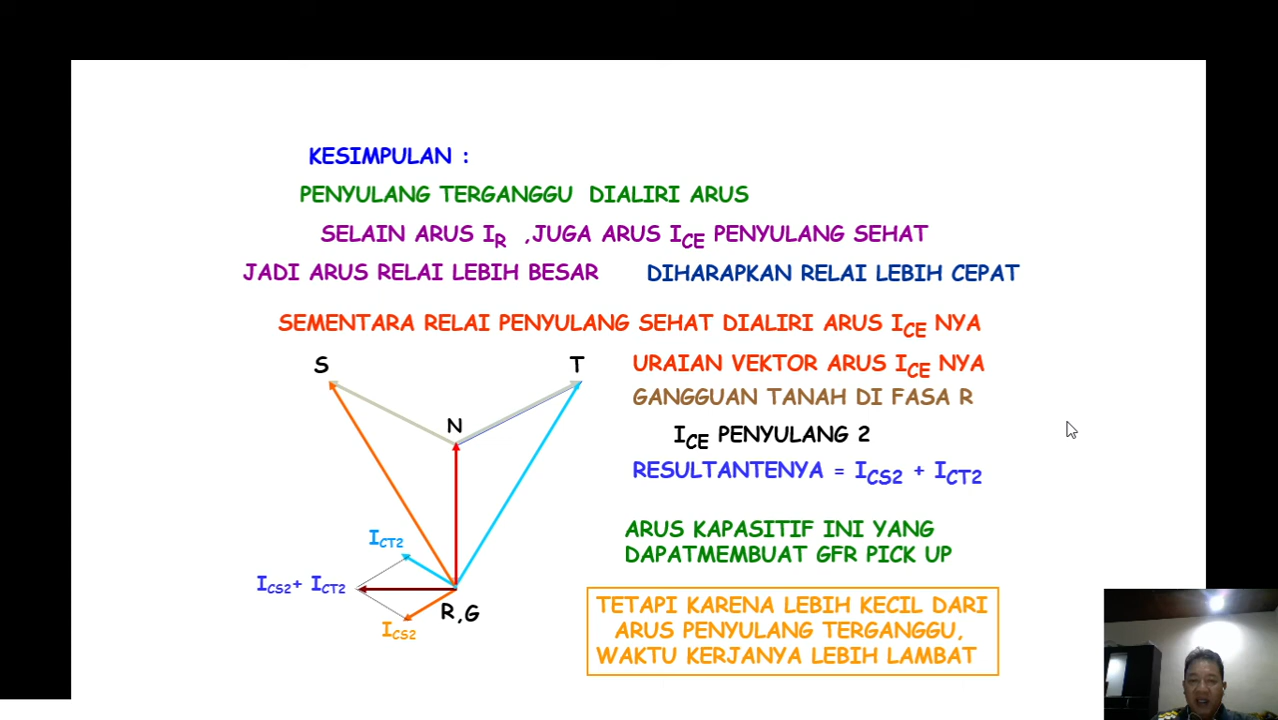 KESIMPULAN :
PENYULANG TERGANGGU DIALIRI ARUS
SELAIN ARUS IR ,JUGA ARUS ICE PENYULANG SEHAT
JADI ARUS RELAI LEBIH BESAR DIHARAPKAN RELAI LEBIH CEPAT
SEMENTARA RELAI PENYULANG SEHAT DIALIRI ARUS ICE NYA
S
T
N
ICT2
ICS2+ ICT2
R,G
ICS2
URAIAN VEKTOR ARUS ICE NYA
GANGGUAN TANAH DI FASA R
ICE PENYULANG 2
RESULTANTENYA = ICS2 + ICT2
ARUS KAPASITIF INI YANG
DAPATMEMBUAT GFR PICK UP
TETAPI KARENA LEBIH KECIL DARI
ARUS PENYULANG TERGANGGU,
WAKTU KERJANYA LEBIH LAMBAT